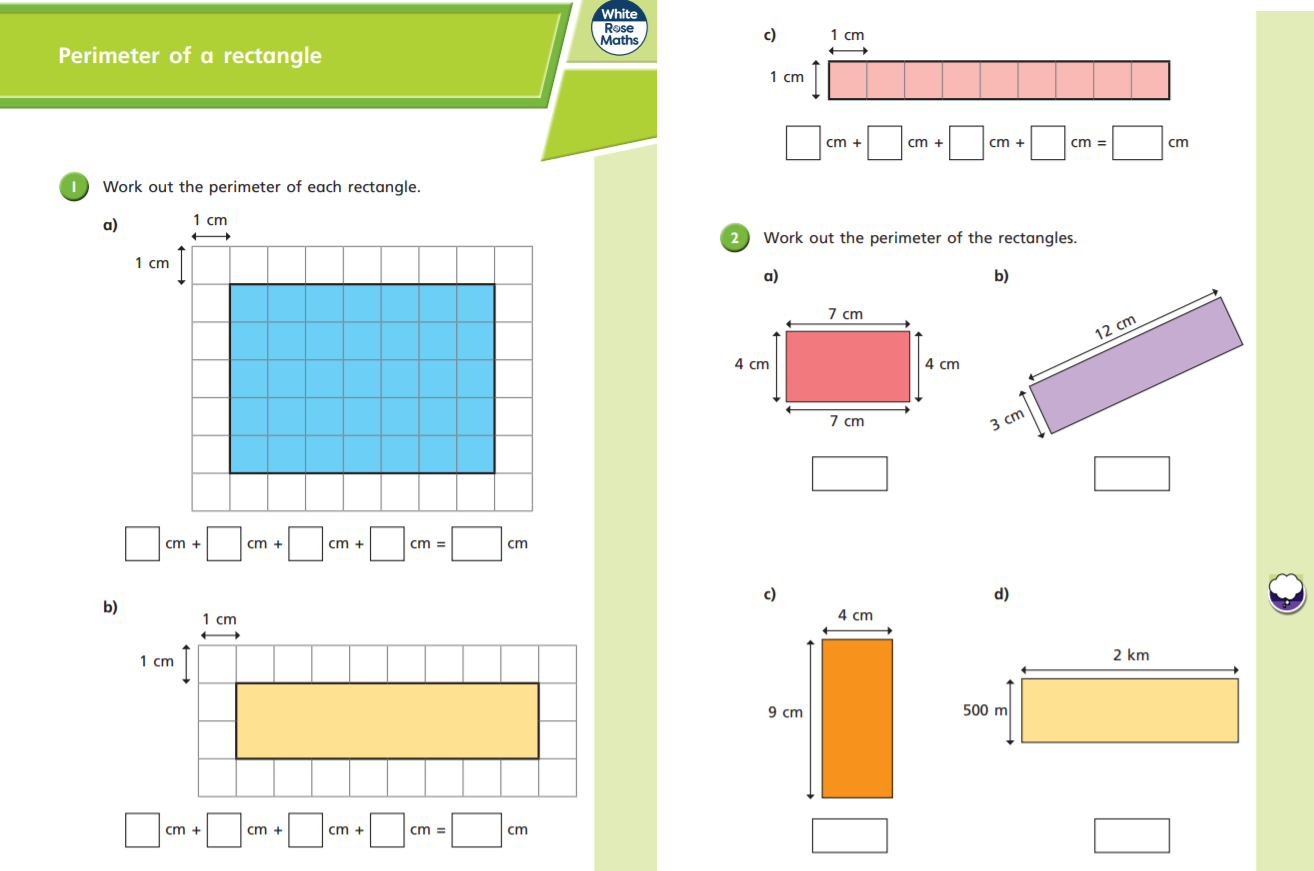 Perimeter of a rectangle
White
Rose
Maths
1 Work out the perimeter of each rectangle.
a)
1 cm
1 cm
cm + cm + cm + cm = cm
b)
1 cm
1 cm
cm + cm + cm + cm = cm
c)
1 cm
1 cm
cm + cm + cm + cm = cm
2 Work out the perimeter of the rectangles.
a)
7 cm
4 cm 4 cm
7 cm
b)
12 cm
3 cm
c)
4 cm
9 cm
d)
2 km
500 m